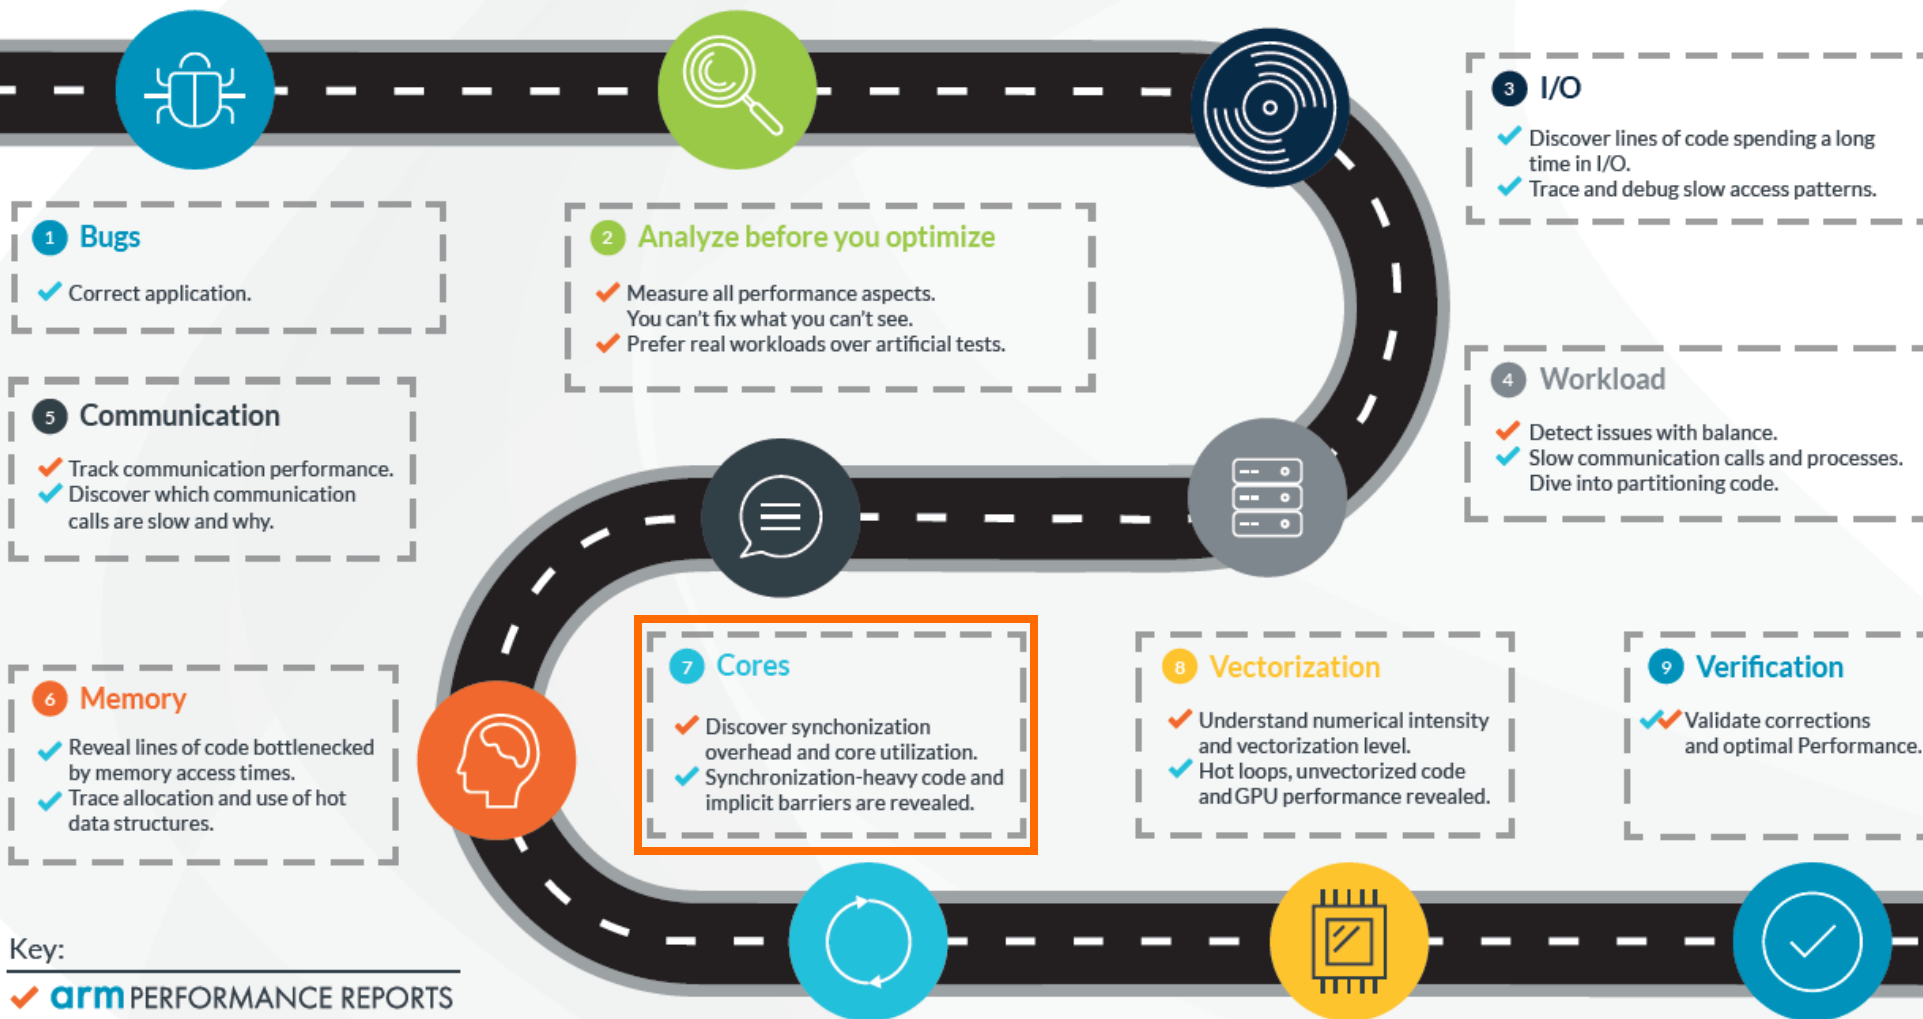 1 Bugs
Correct application.
2 Analyze before you optimize
Measure all performance aspects.
You can't fix what you can't see.
Prefer real workloads over artificial tests.
3 I/O
Discover lines of code spending a long
time in I/O.
Trace and debug slow access patterns.
4 Workload
Detect issues with balance.
Slow communication calls and processes.
Dive into partitioning code.
5 Communication
Track communication performance.
Discover which communication
calls are slow and why.
6 Memory
Reveal lines of code bottlenecked
by memory access times.
Trace allocation and use of hot
data structures.
7 Cores
Discover synchonization
overhead and core utilization.
Synchronization-heavy code and
implicit barriers are revealed.
8 Vectorization
Understand numerical intensity
and vectorization level.
Hot loops, unvectorized code
and GPU performance revealed.
9 Verification
Validate corrections
and optimal Performance.
Key:
arm PERFORMANCE REPORTS